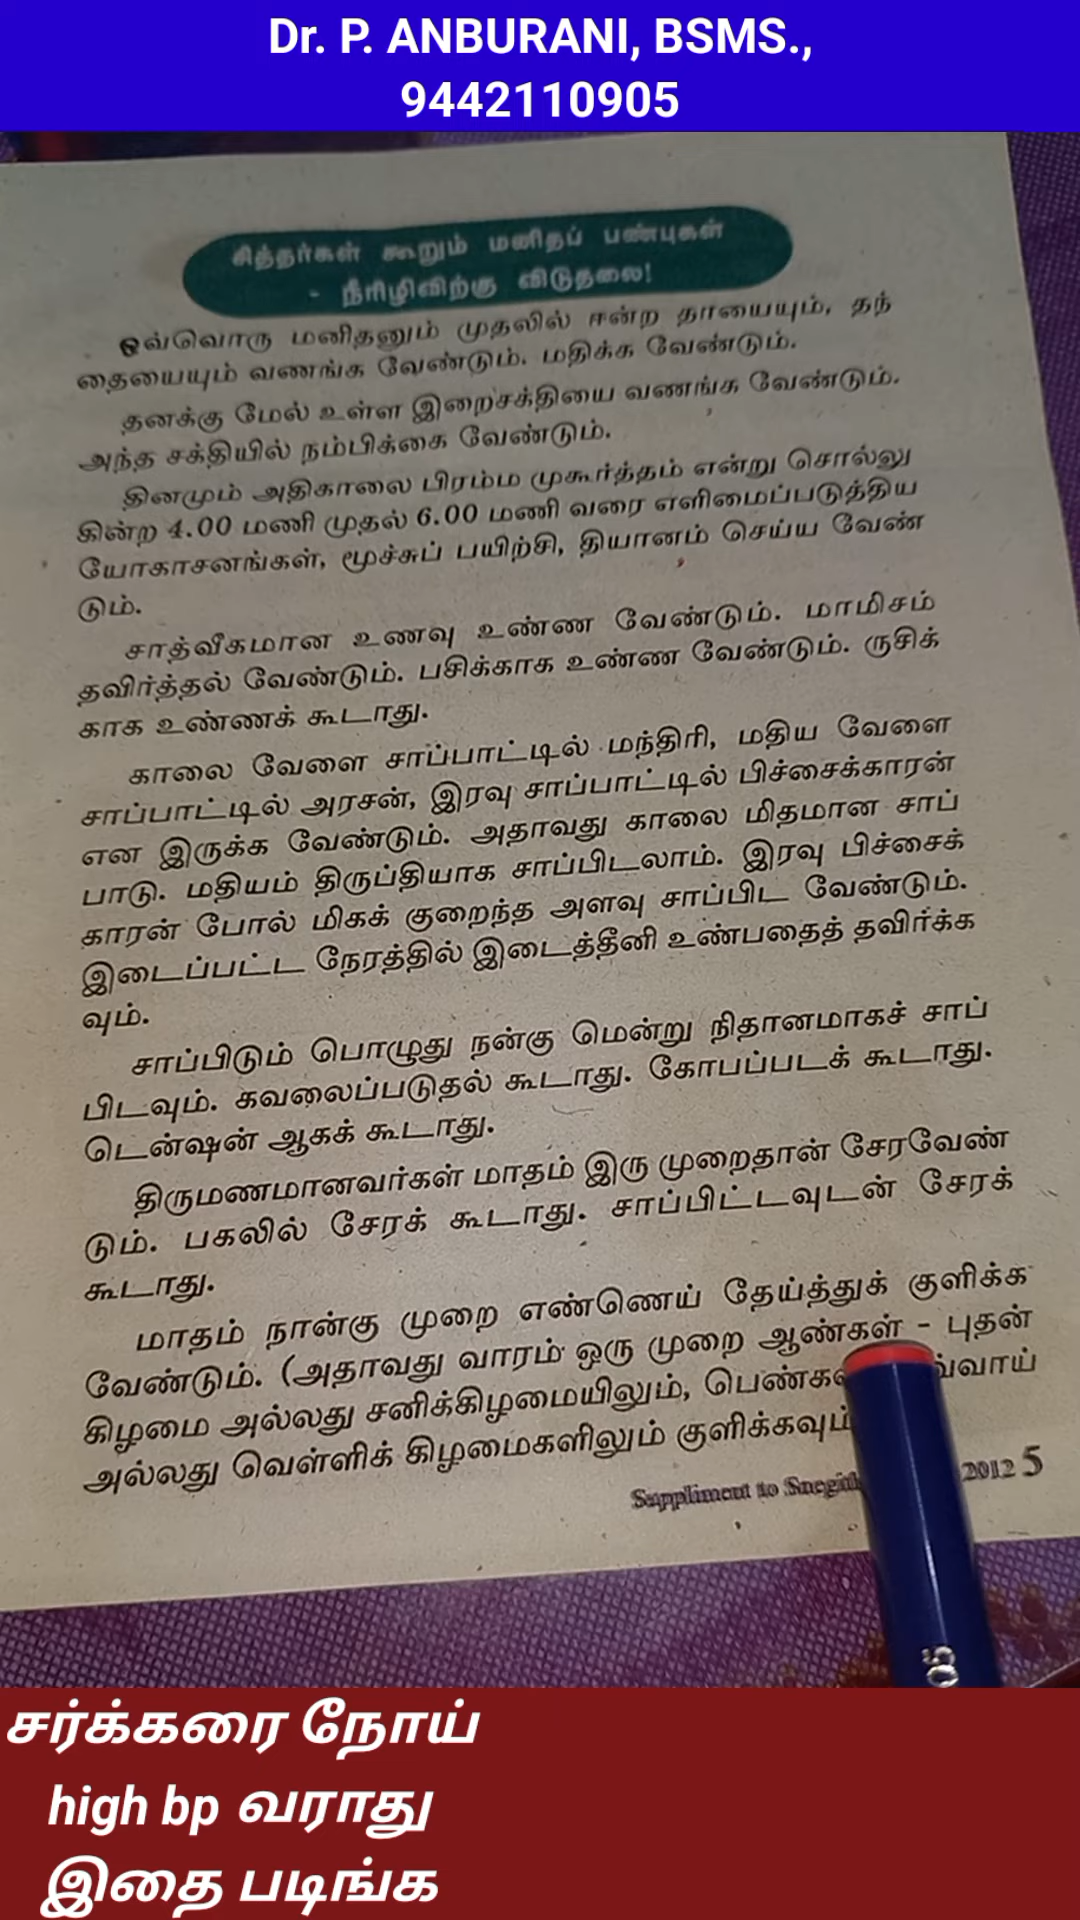 Dr. P. ANBURANI, BSMS.,
9442110905
சித்தர்கள் கூறும் மனிதப் பண்புகள்
- நீரிழிவிற்கு விடுதலை!
ஒவ்வொரு மனிதனும் முதலில் ஈன்ற தாயையும், தந்
தையையும் வணங்க வேண்டும். மதிக்க வேண்டும்.
தனக்கு மேல் உள்ள இறைசக்தியை வணங்க வேண்டும்.
அந்த சக்தியில் நம்பிக்கை வேண்டும்.
தினமும் அதிகாலை பிரம்ம முகூர்த்தம் என்று சொல்லு
கின்ற 4.00 மணி முதல் 6.00 மணி வரை எளிமைப்படுத்திய
யோகாசனங்கள், மூச்சுப் பயிற்சி, தியானம் செய்ய வேண்
டும்.
சாத்வீகமான உணவு உண்ண வேண்டும். மாமிசம்
தவிர்த்தல் வேண்டும். பசிக்காக உண்ண வேண்டும். ருசிக்
காக உண்ணக் கூடாது.
காலை வேளை சாப்பாட்டில் மந்திரி, மதிய வேளை
சாப்பாட்டில் அரசன், இரவு சாப்பாட்டில் பிச்சைக்காரன்
என இருக்க வேண்டும். அதாவது காலை மிதமான சாப்
பாடு. மதியம் திருப்தியாக சாப்பிடலாம். இரவு பிச்சைக்
காரன் போல் மிகக் குறைந்த அளவு சாப்பிட வேண்டும்.
இடைப்பட்ட நேரத்தில் இடைத்தீனி உண்பதைத் தவிர்க்க
வும்.
சாப்பிடும் பொழுது நன்கு மென்று நிதானமாகச் சாப்
பிடவும். கவலைப்படுதல் கூடாது. கோபப்படக் கூடாது.
டென்ஷன் ஆகக் கூடாது.
திருமணமானவர்கள் மாதம் இரு முறைதான் சேரவேண்
டும். பகலில் சேரக் கூடாது. சாப்பிட்டவுடன் சேரக்
கூடாது.
மாதம் நான்கு முறை எண்ணெய் தேய்த்துக் குளிக்க
வேண்டும். (அதாவது வாரம் ஒரு முறை ஆண்கள் - புதன்
கிழமை அல்லது சனிக்கிழமையிலும், பெண்க
அல்லது வெள்ளிக் கிழமைகளிலும் குளிக்கவும்
Suppliment to 2012 5
சர்க்கரை நோய்
high bp வராது
இதை படிங்க